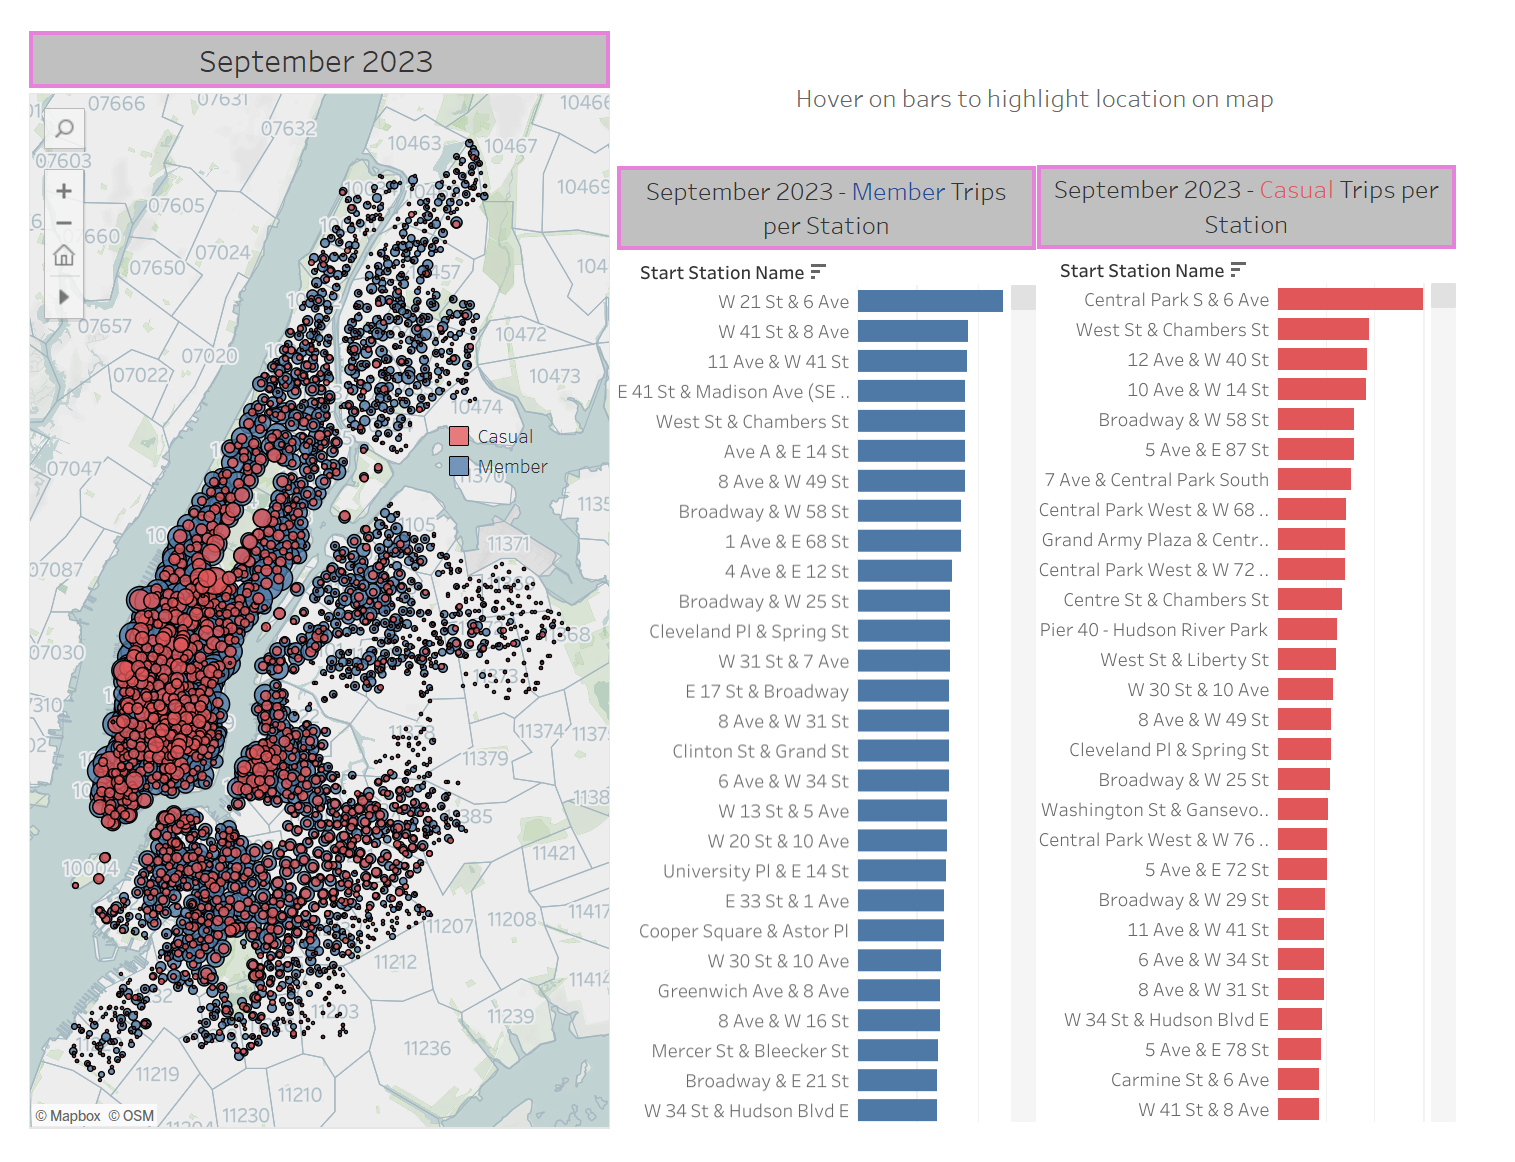 September 2023
Hover on bars to highlight location on map
07666
07631
10466
07632
10463
10467
07603
10469
07605
07660
07024
07650
104
07657
10472
07020
07022
10473
10474
Casual
Member
07047
11370
1135
105
11371
07087
07030
11368
11374
1137
11379
1138
11385
10004
11421
11207
11208
11417
11212
11414
11203
11239
11236
11219
11210
11230
11204
© Mapbox © OSM
September 2023 - Member Trips
per Station
Start Station Name
W 21 St & 6 Ave
W 41 St & 8 Ave
11 Ave & W 41 St
E 41 St & Madison Ave (SE ..
West St & Chambers St
Ave A & E 14 St
8 Ave & W 49 St
Broadway & W 58 St
1 Ave & E 68 St
4 Ave & E 12 St
Broadway & W 25 St
Cleveland Pl & Spring St
W 31 St & 7 Ave
E 17 St & Broadway
8 Ave & W 31 St
Clinton St & Grand St
6 Ave & W 34 St
W 13 St & 5 Ave
W 20 St & 10 Ave
University Pl & E 14 St
E 33 St & 1 Ave
Cooper Square & Astor Pl
W 30 St & 10 Ave
Greenwich Ave & 8 Ave
8 Ave & W 16 St
Mercer St & Bleecker St
Broadway & E 21 St
W 34 St & Hudson Blvd E
September 2023 - Casual Trips per
Station
Start Station Name
Central Park S & 6 Ave
West St & Chambers St
12 Ave & W 40 St
10 Ave & W 14 St
Broadway & W 58 St
5 Ave & E 87 St
7 Ave & Central Park South
Central Park West & W 68 ..
Grand Army Plaza & Centr..
Central Park West & W 72 ..
Centre St & Chambers St
Pier 40 - Hudson River Park
West St & Liberty St
W 30 St & 10 Ave
8 Ave & W 49 St
Cleveland Pl & Spring St
Broadway & W 25 St
Washington St & Gansevo..
Central Park West & W 76 ..
5 Ave & E 72 St
Broadway & W 29 St
11 Ave & W 41 St
6 Ave & W 34 St
8 Ave & W 31 St
W 34 St & Hudson Blvd E
5 Ave & E 78 St
Carmine St & 6 Ave
W 41 St & 8 Ave